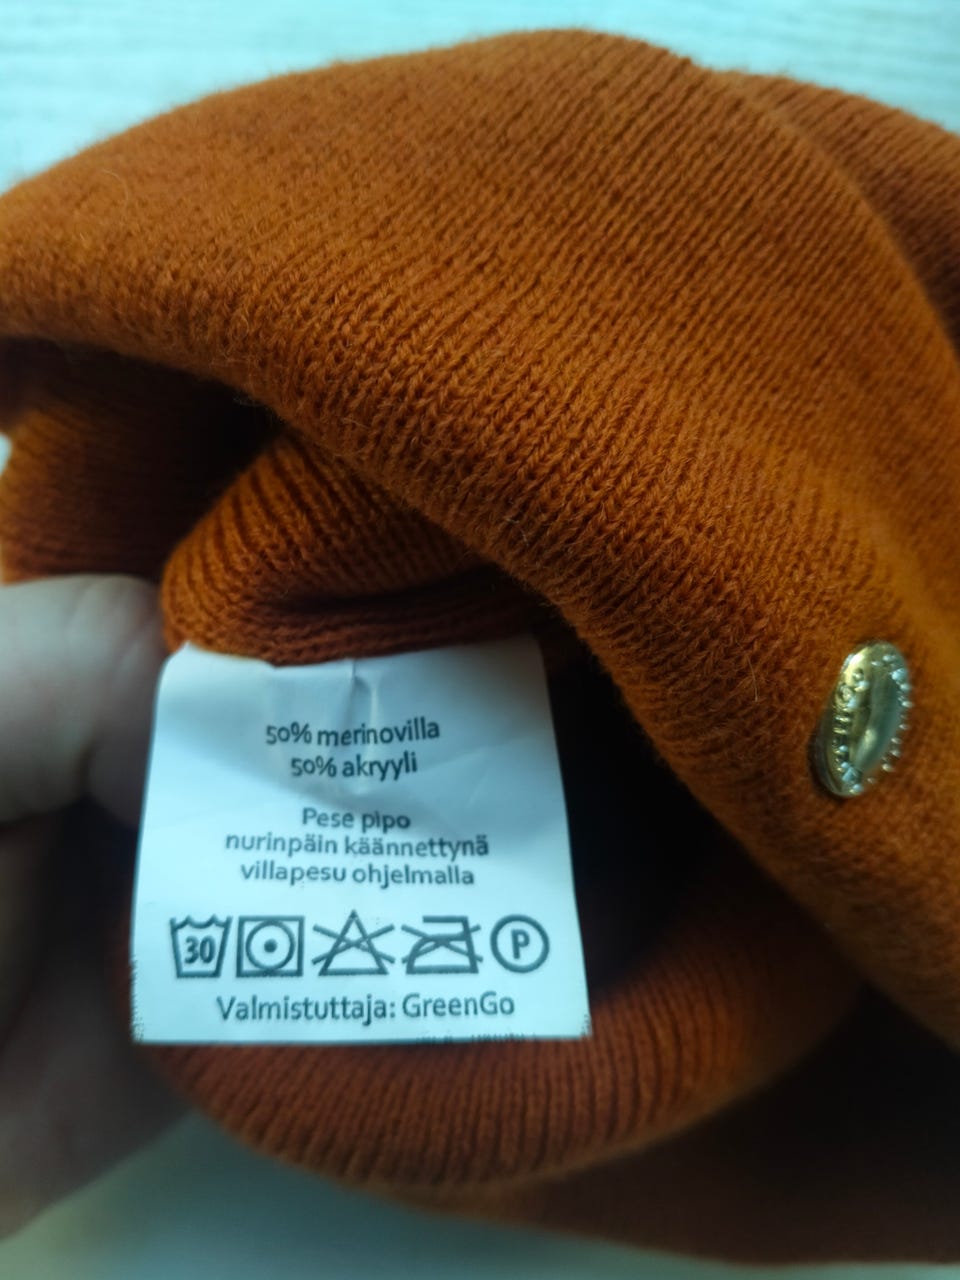 50% merinovilla
50% akryyli
Pese pipo
nurinpäin käännettynä
villapesu ohjelmalla
30
P
Valmistuttaja: GreenGo